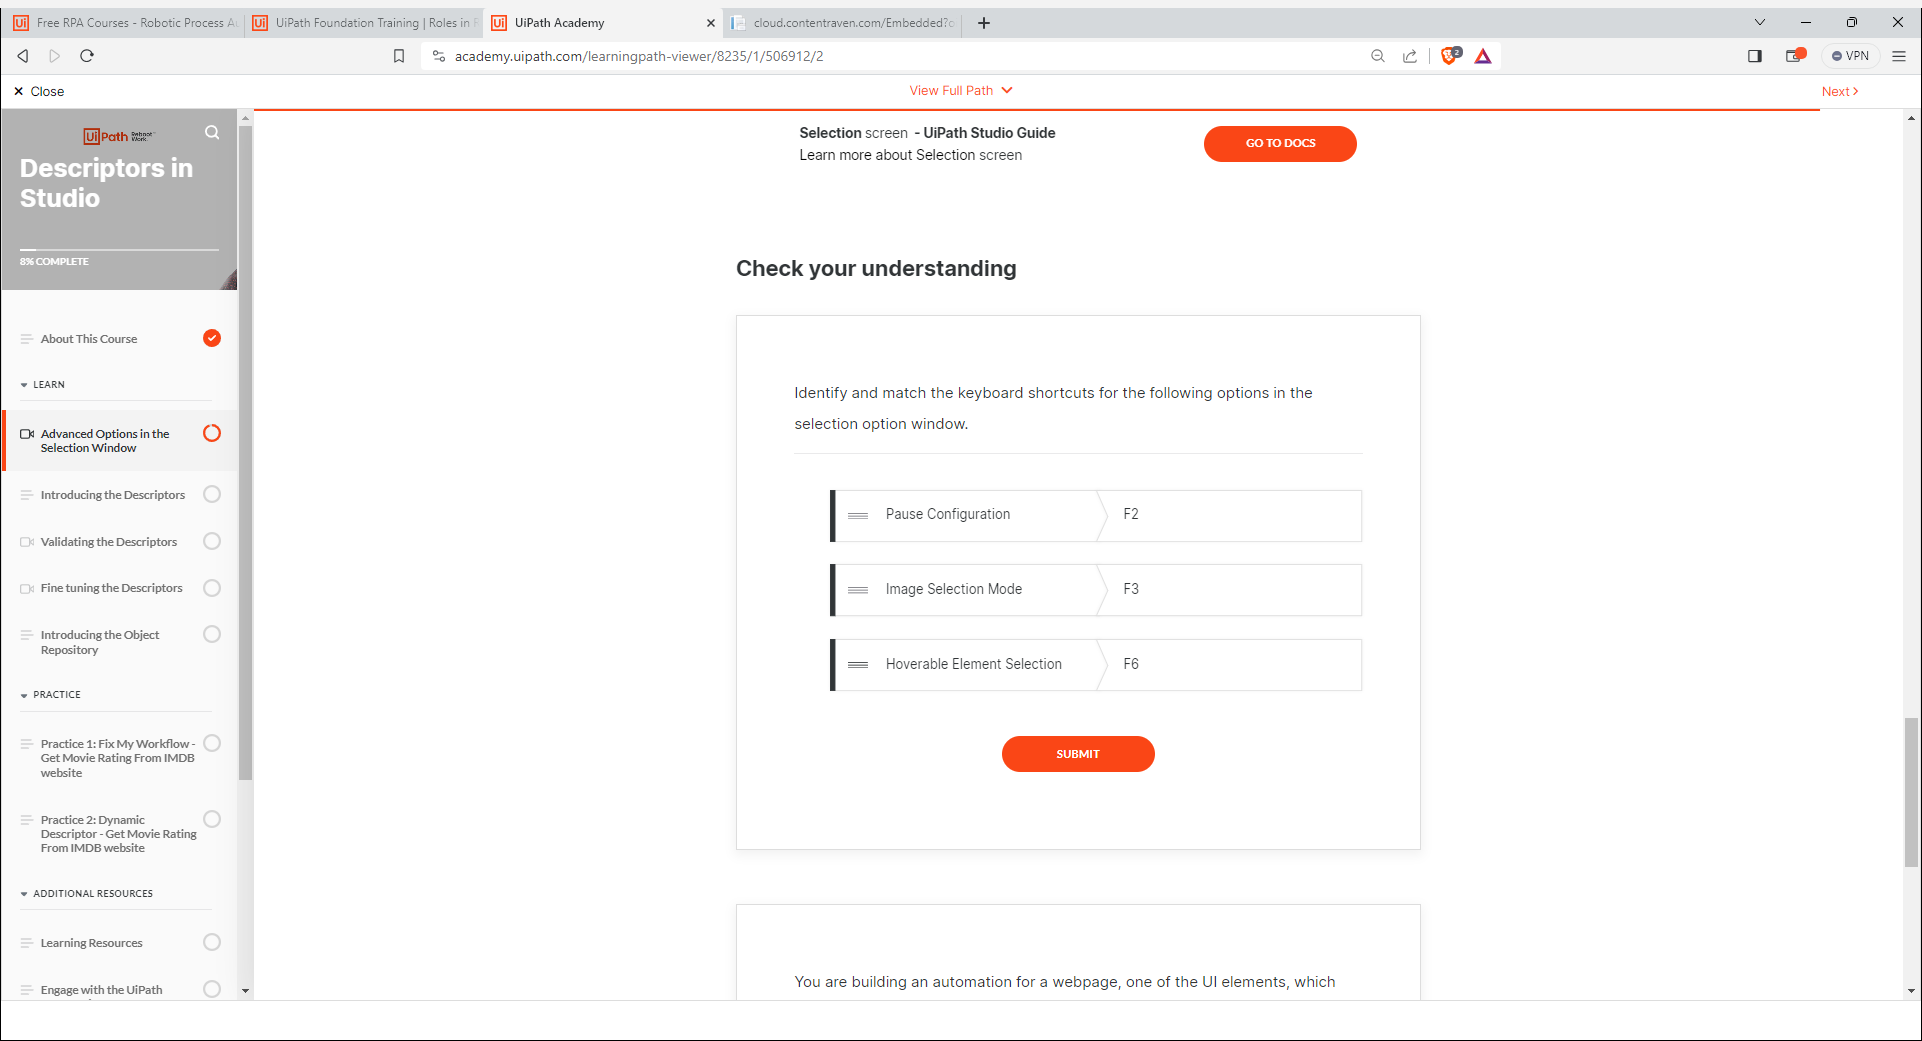 Free RPA Courses - Robotic Process Au
UiPath Foundation Training | Roles in R
UiPath Academy
cloud.contentraven.com/Embedded?o
academy.uipath.com/learningpath-viewer/8235/1/506912/2
2
VPN
Close
View Full Path
Next
UiPath Reboot Work.
Descriptors in
Studio
8% COMPLETE
About This Course
LEARN
Advanced Options in the
Selection Window
Introducing the Descriptors
Validating the Descriptors
Fine tuning the Descriptors
Introducing the Object
Repository
PRACTICE
Practice 1: Fix My Workflow -
Get Movie Rating From IMDB
website
Practice 2: Dynamic
Descriptor - Get Movie Rating
From IMDB website
ADDITIONAL RESOURCES
Learning Resources
Engage with the UiPath
Selection screen - UiPath Studio Guide
Learn more about Selection screen
GO TO DOCS
Check your understanding
Identify and match the keyboard shortcuts for the following options in the
selection option window.
Pause Configuration F2
Image Selection Mode F3
Hoverable Element Selection F6
SUBMIT
You are building an automation for a webpage, one of the UI elements, which